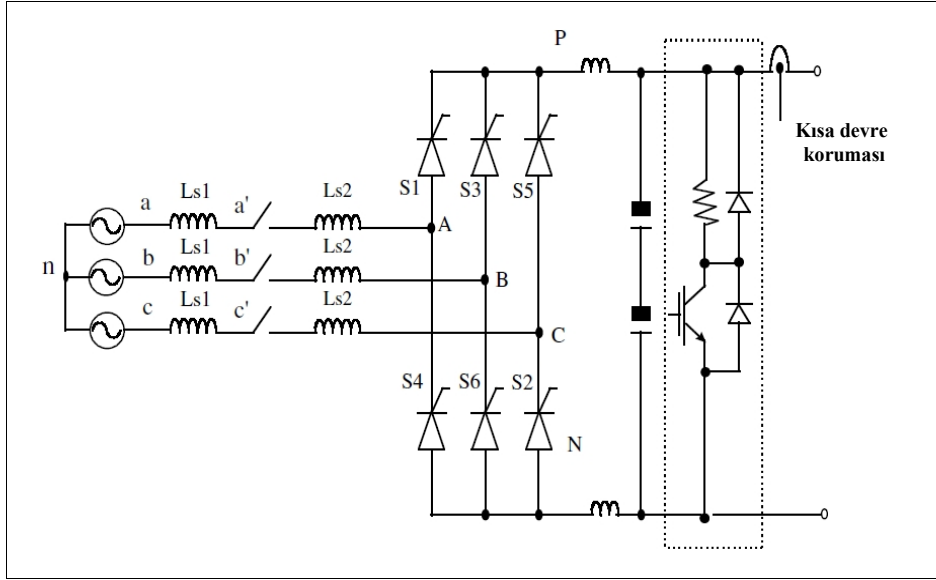 P
Kısa devre
koruması
S1 S3 S5
a Ls1 a' Ls2
A
n b Ls1 b' Ls2
B
c Ls1 c' Ls2
C
S4 S6 S2
N